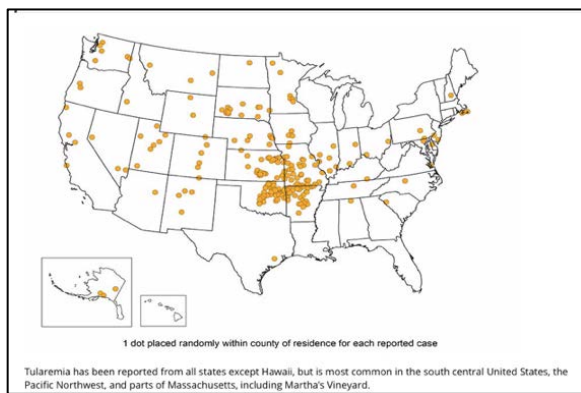 1 dot placed randomly within county of residence for each reported case
Tularemia has been reported from all states except Hawaii, but is most common in the south central United States, the
Pacific Northwest, and parts of Massachusetts, including Martha's Vineyard.